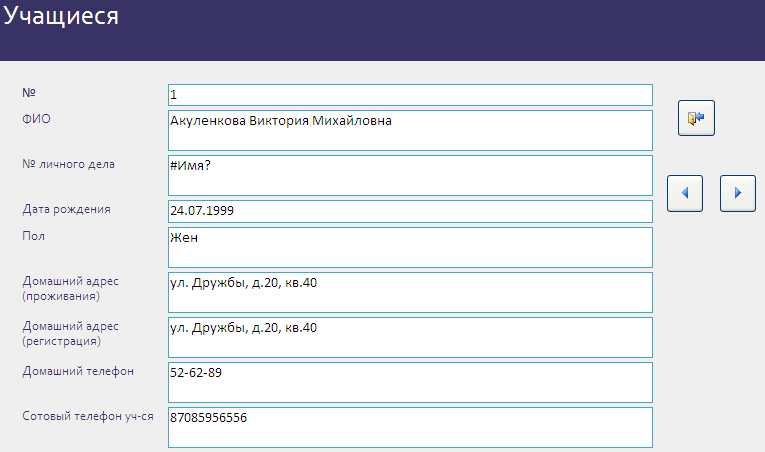 Учащиеся
№ 1
ФИО Акуленкова Виктория Михайловна
№ личного дела #Имя?
Дата рождения 24.07.1999
Пол Жен
Домашний адрес ул. Дружбы, д.20, кв.40
(проживания)
Домашний адрес ул. Дружбы, д.20, кв.40
(регистрация)
Домашний телефон 52-62-89
Сотовый телефон уч-ся 87085956556